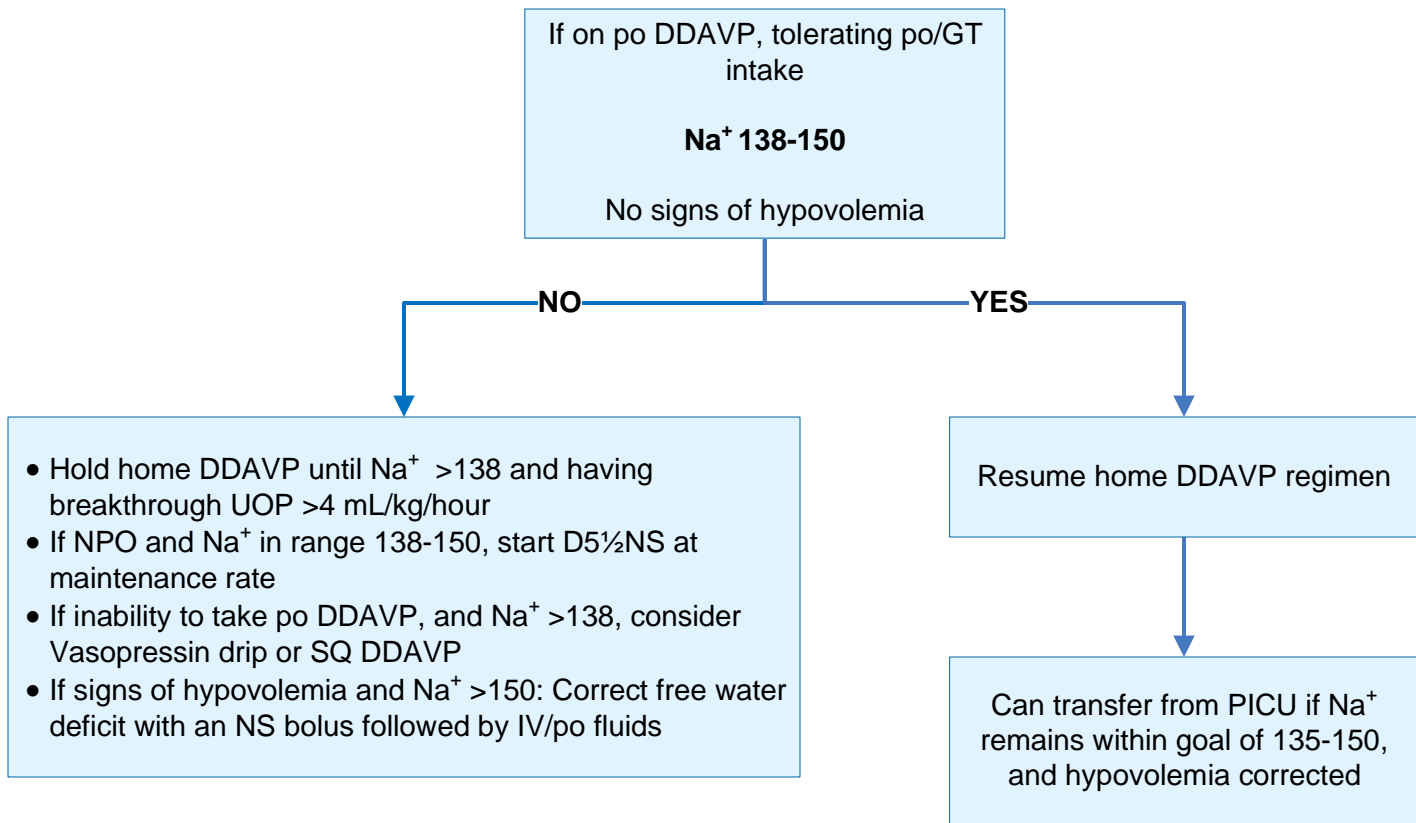 If on po DDAVP, tolerating po/GT
intake
Na⁺ 138-150
No signs of hypovolemia
NO
YES
• Hold home DDAVP until Na⁺ >138 and having
breakthrough UOP >4 mL/kg/hour
• If NPO and Na⁺ in range 138-150, start D5½NS at
maintenance rate
• If inability to take po DDAVP, and Na⁺ >138, consider
Vasopressin drip or SQ DDAVP
• If signs of hypovolemia and Na⁺ >150: Correct free water
deficit with an NS bolus followed by IV/po fluids
Resume home DDAVP regimen
Can transfer from PICU if Na⁺
remains within goal of 135-150,
and hypovolemia corrected